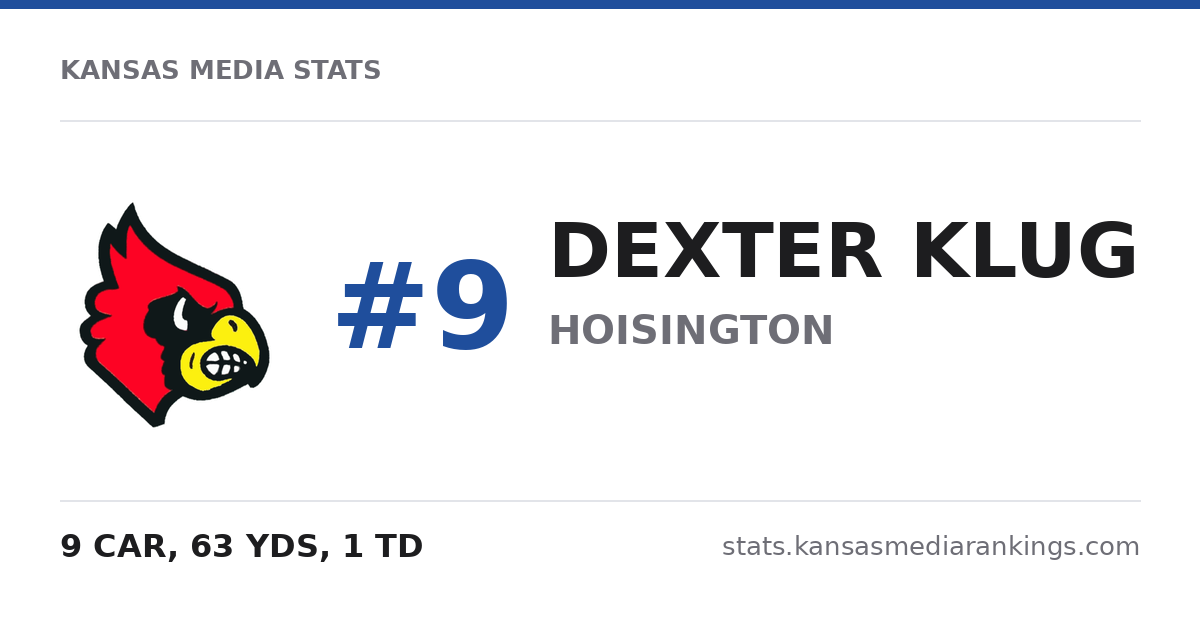 KANSAS MEDIA STATS
#9
DEXTER KLUG
HOISINGTON
9 CAR, 63 YDS, 1 TD
stats.kansasmediarankings.com